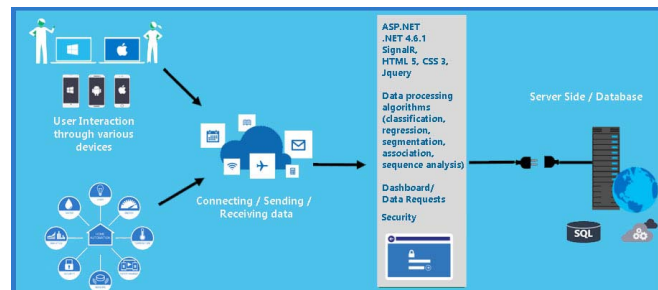 User Interaction
through various
devices
HOME
AUTOMATION
Connecting / Sending /
Receiving data
ASP.NET
.NET 4.6.1
SignalR,
HTML 5, CSS 3,
Jquery
Data processing
algorithms
(classification,
regression,
segmentation,
association,
sequence analysis)
Dashboard/
Data Requests
Security
Server Side / Database
SQL